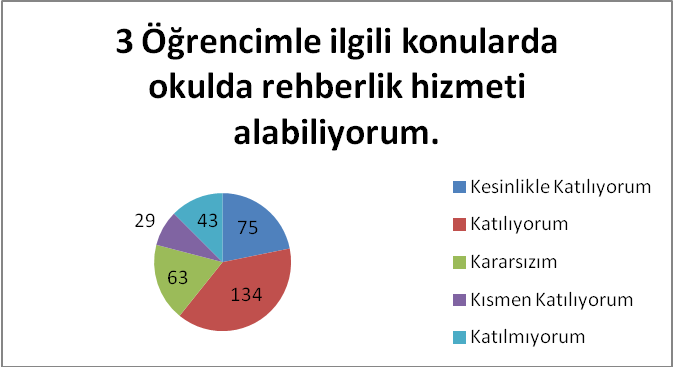 3 Öğrencimle ilgili konularda
okulda rehberlik hizmeti
alabiliyorum.
29
43
75
63
134
Kesinlikle Katılıyorum
Katılıyorum
Kararsızım
Kısmen Katılıyorum
Katılmıyorum